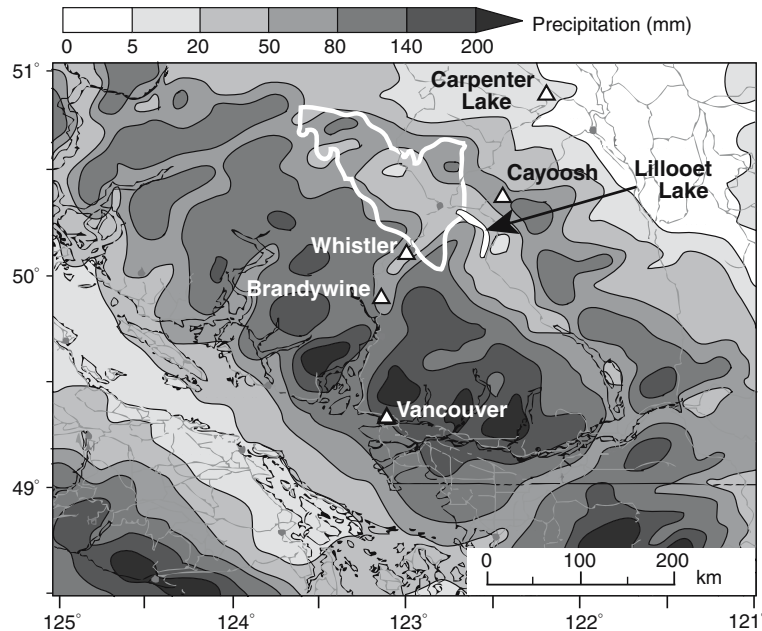 Precipitation (mm)
0 5 20 50 80 140 200
51°
Carpenter
Lake
Cayoosh
Lillooet
Lake
Whistler
50°
Brandywine
Vancouver
49°
0 100 200
km
125° 124° 123° 122° 121°